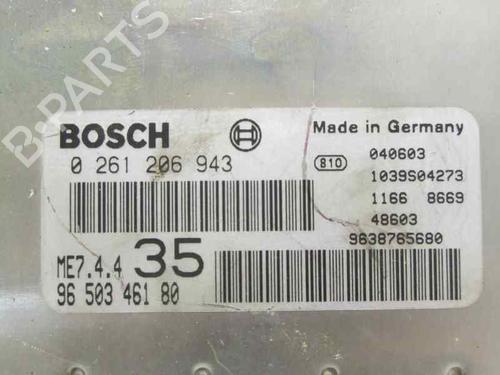 B-Parts
BOSCH
Made in Germany
0 261 206 943
810
040603
1039S04273
1166 8669
48603
9638765680
ME7.4.4 35
96 503 461 80